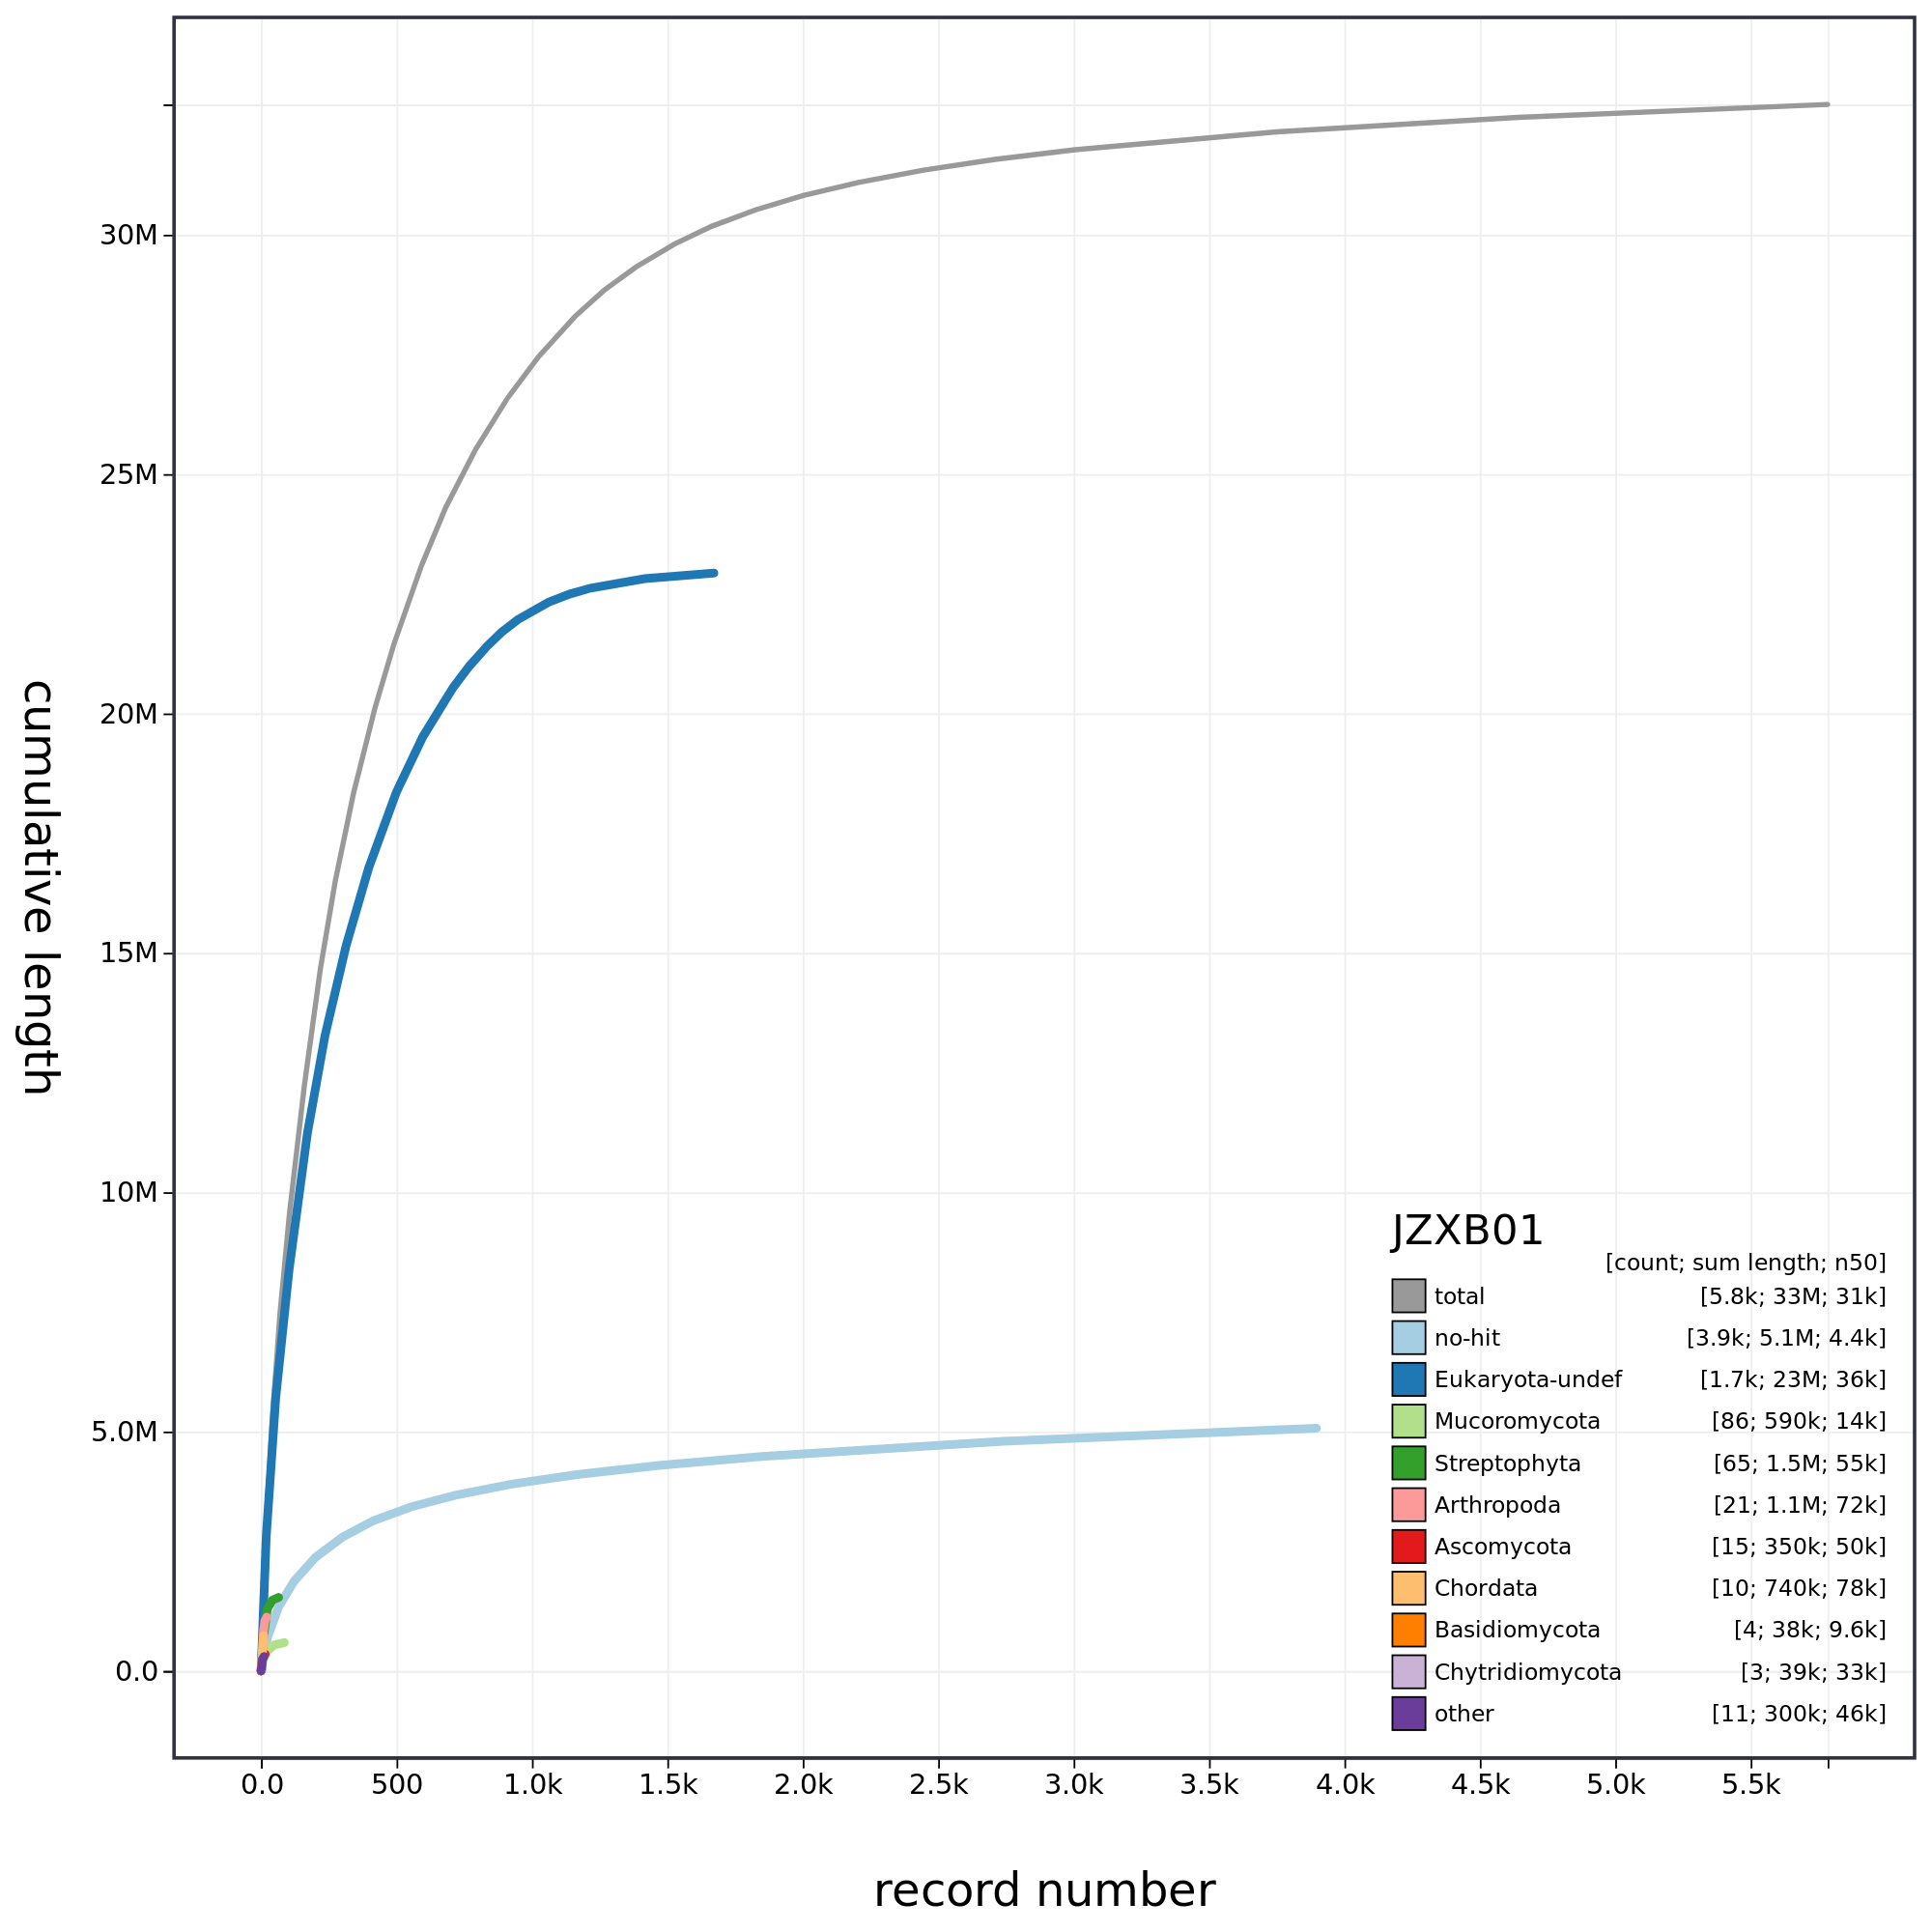 cumulative length
30M
25M
20M
15M
10M
5.0M
0.0
JZXB01
[count; sum length; n50]
total [5.8k; 33M; 31k]
no-hit [3.9k; 5.1M; 4.4k]
Eukaryota-undef [1.7k; 23M; 36k]
Mucoromycota [86; 590k; 14k]
Streptophyta [65; 1.5M; 55k]
Arthropoda [21; 1.1M; 72k]
Ascomycota [15; 350k; 50k]
Chordata [10; 740k; 78k]
Basidiomycota [4; 38k; 9.6k]
Chytridiomycota [3; 39k; 33k]
other [11; 300k; 46k]
0.0 500 1.0k 1.5k 2.0k 2.5k 3.0k 3.5k 4.0k 4.5k 5.0k 5.5k
record number